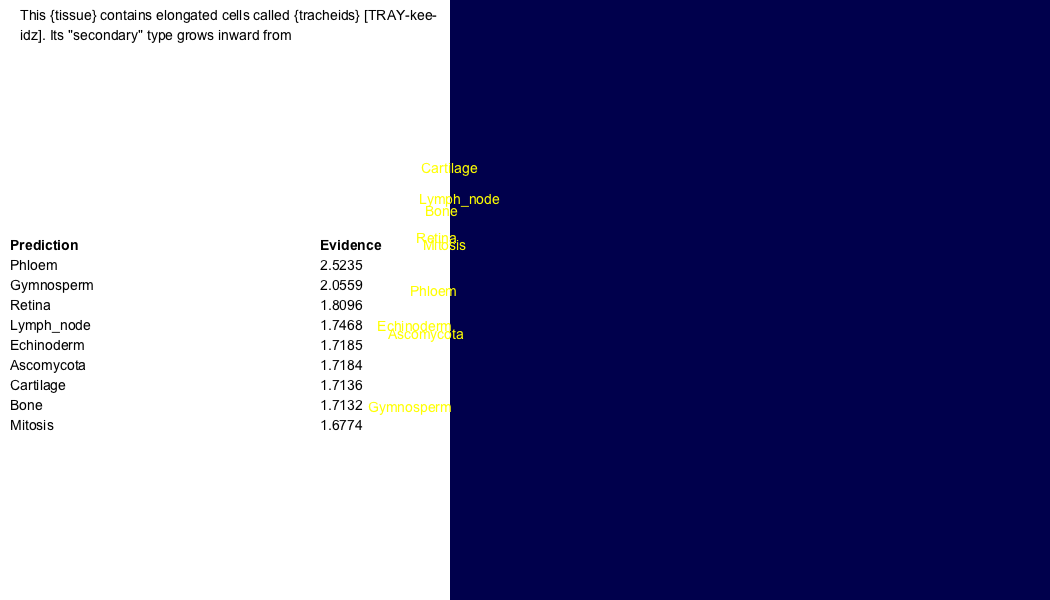 This {tissue} contains elongated cells called {tracheids} [TRAY-kee-
idz]. Its "secondary" type grows inward from
Cartilage
Lymph_node
Bone
Retina
Mitosis
Prediction Evidence
Phloem 2.5235
Gymnosperm 2.0559
Retina 1.8096
Lymph_node 1.7468
Echinoderm 1.7185
Ascomycota 1.7184
Cartilage 1.7136
Bone 1.7132
Mitosis 1.6774
Phloem
Echinoderm
Ascomycota
Gymnosperm